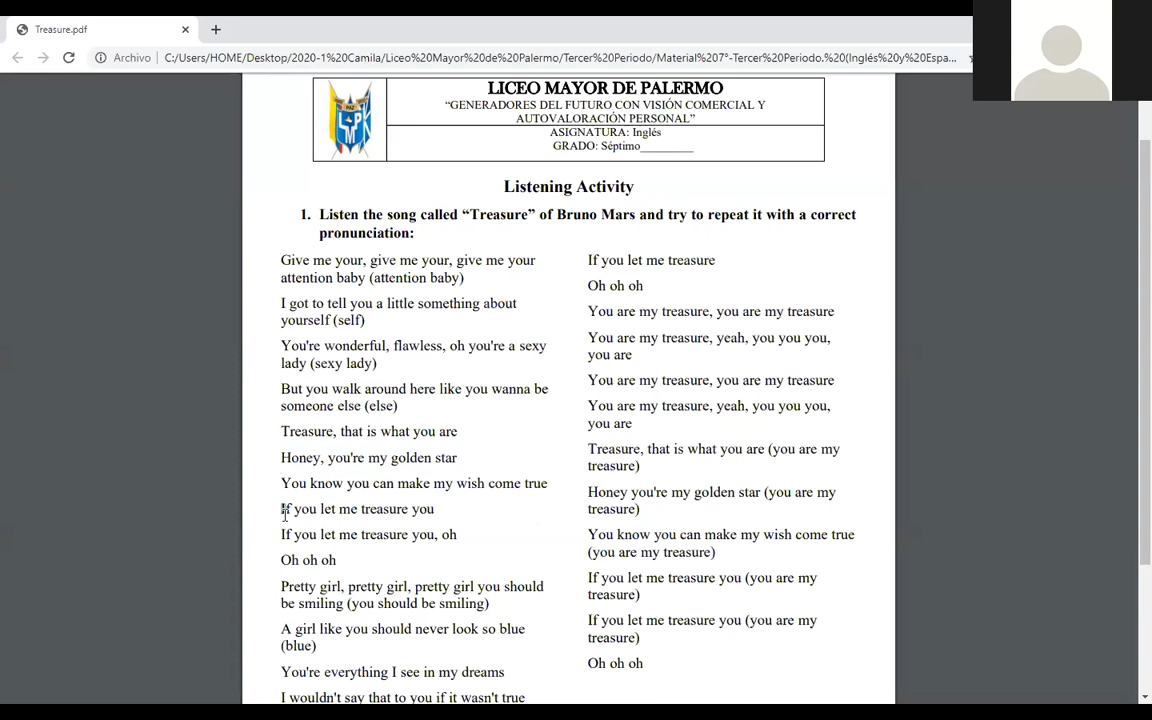 Treasure.pdf
Archivo
C:/Users/HOME/Desktop/2020-1%20Camila/Liceo%20Mayor%20de%20Palermo/Tercer%20Periodo/Material%207°-Tercer%20Periodo.%20(Inglés%20y%20Espa...
LICEO MAYOR DE PALERMO
“GENERADORES DEL FUTURO CON VISIÓN COMERCIAL Y
AUTOVALORACIÓN PERSONAL”
ASIGNATURA: Inglés
GRADO: Séptimo_________
PAZ
L P K
M
Listening Activity
1. Listen the song called “Treasure” of Bruno Mars and try to repeat it with a correct
pronunciation:
Give me your, give me your, give me your
attention baby (attention baby)
I got to tell you a little something about
yourself (self)
You're wonderful, flawless, oh you're a sexy
lady (sexy lady)
But you walk around here like you wanna be
someone else (else)
Treasure, that is what you are
Honey, you're my golden star
You know you can make my wish come true
If you let me treasure you
If you let me treasure you, oh
Oh oh oh
Pretty girl, pretty girl, pretty girl you should
be smiling (you should be smiling)
A girl like you should never look so blue
(blue)
You're everything I see in my dreams
I wouldn't say that to you if it wasn't true
If you let me treasure
Oh oh oh
You are my treasure, you are my treasure
You are my treasure, yeah, you you you,
you are
You are my treasure, you are my treasure
You are my treasure, yeah, you you you,
you are
Treasure, that is what you are (you are my
treasure)
Honey you're my golden star (you are my
treasure)
You know you can make my wish come true
(you are my treasure)
If you let me treasure you (you are my
treasure)
If you let me treasure you (you are my
treasure)
Oh oh oh